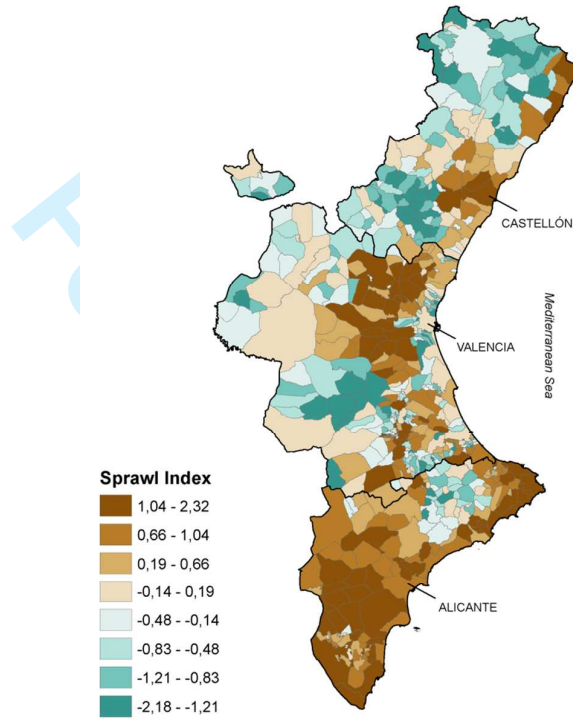 CASTELLÓN
Mediterranean Sea
VALENCIA
Sprawl Index
1,04 - 2,32
0,66 - 1,04
0,19 - 0,66
-0,14 - 0,19
-0,48 - -0,14
-0,83 - -0,48
-1,21 - -0,83
-2,18 - -1,21
ALICANTE